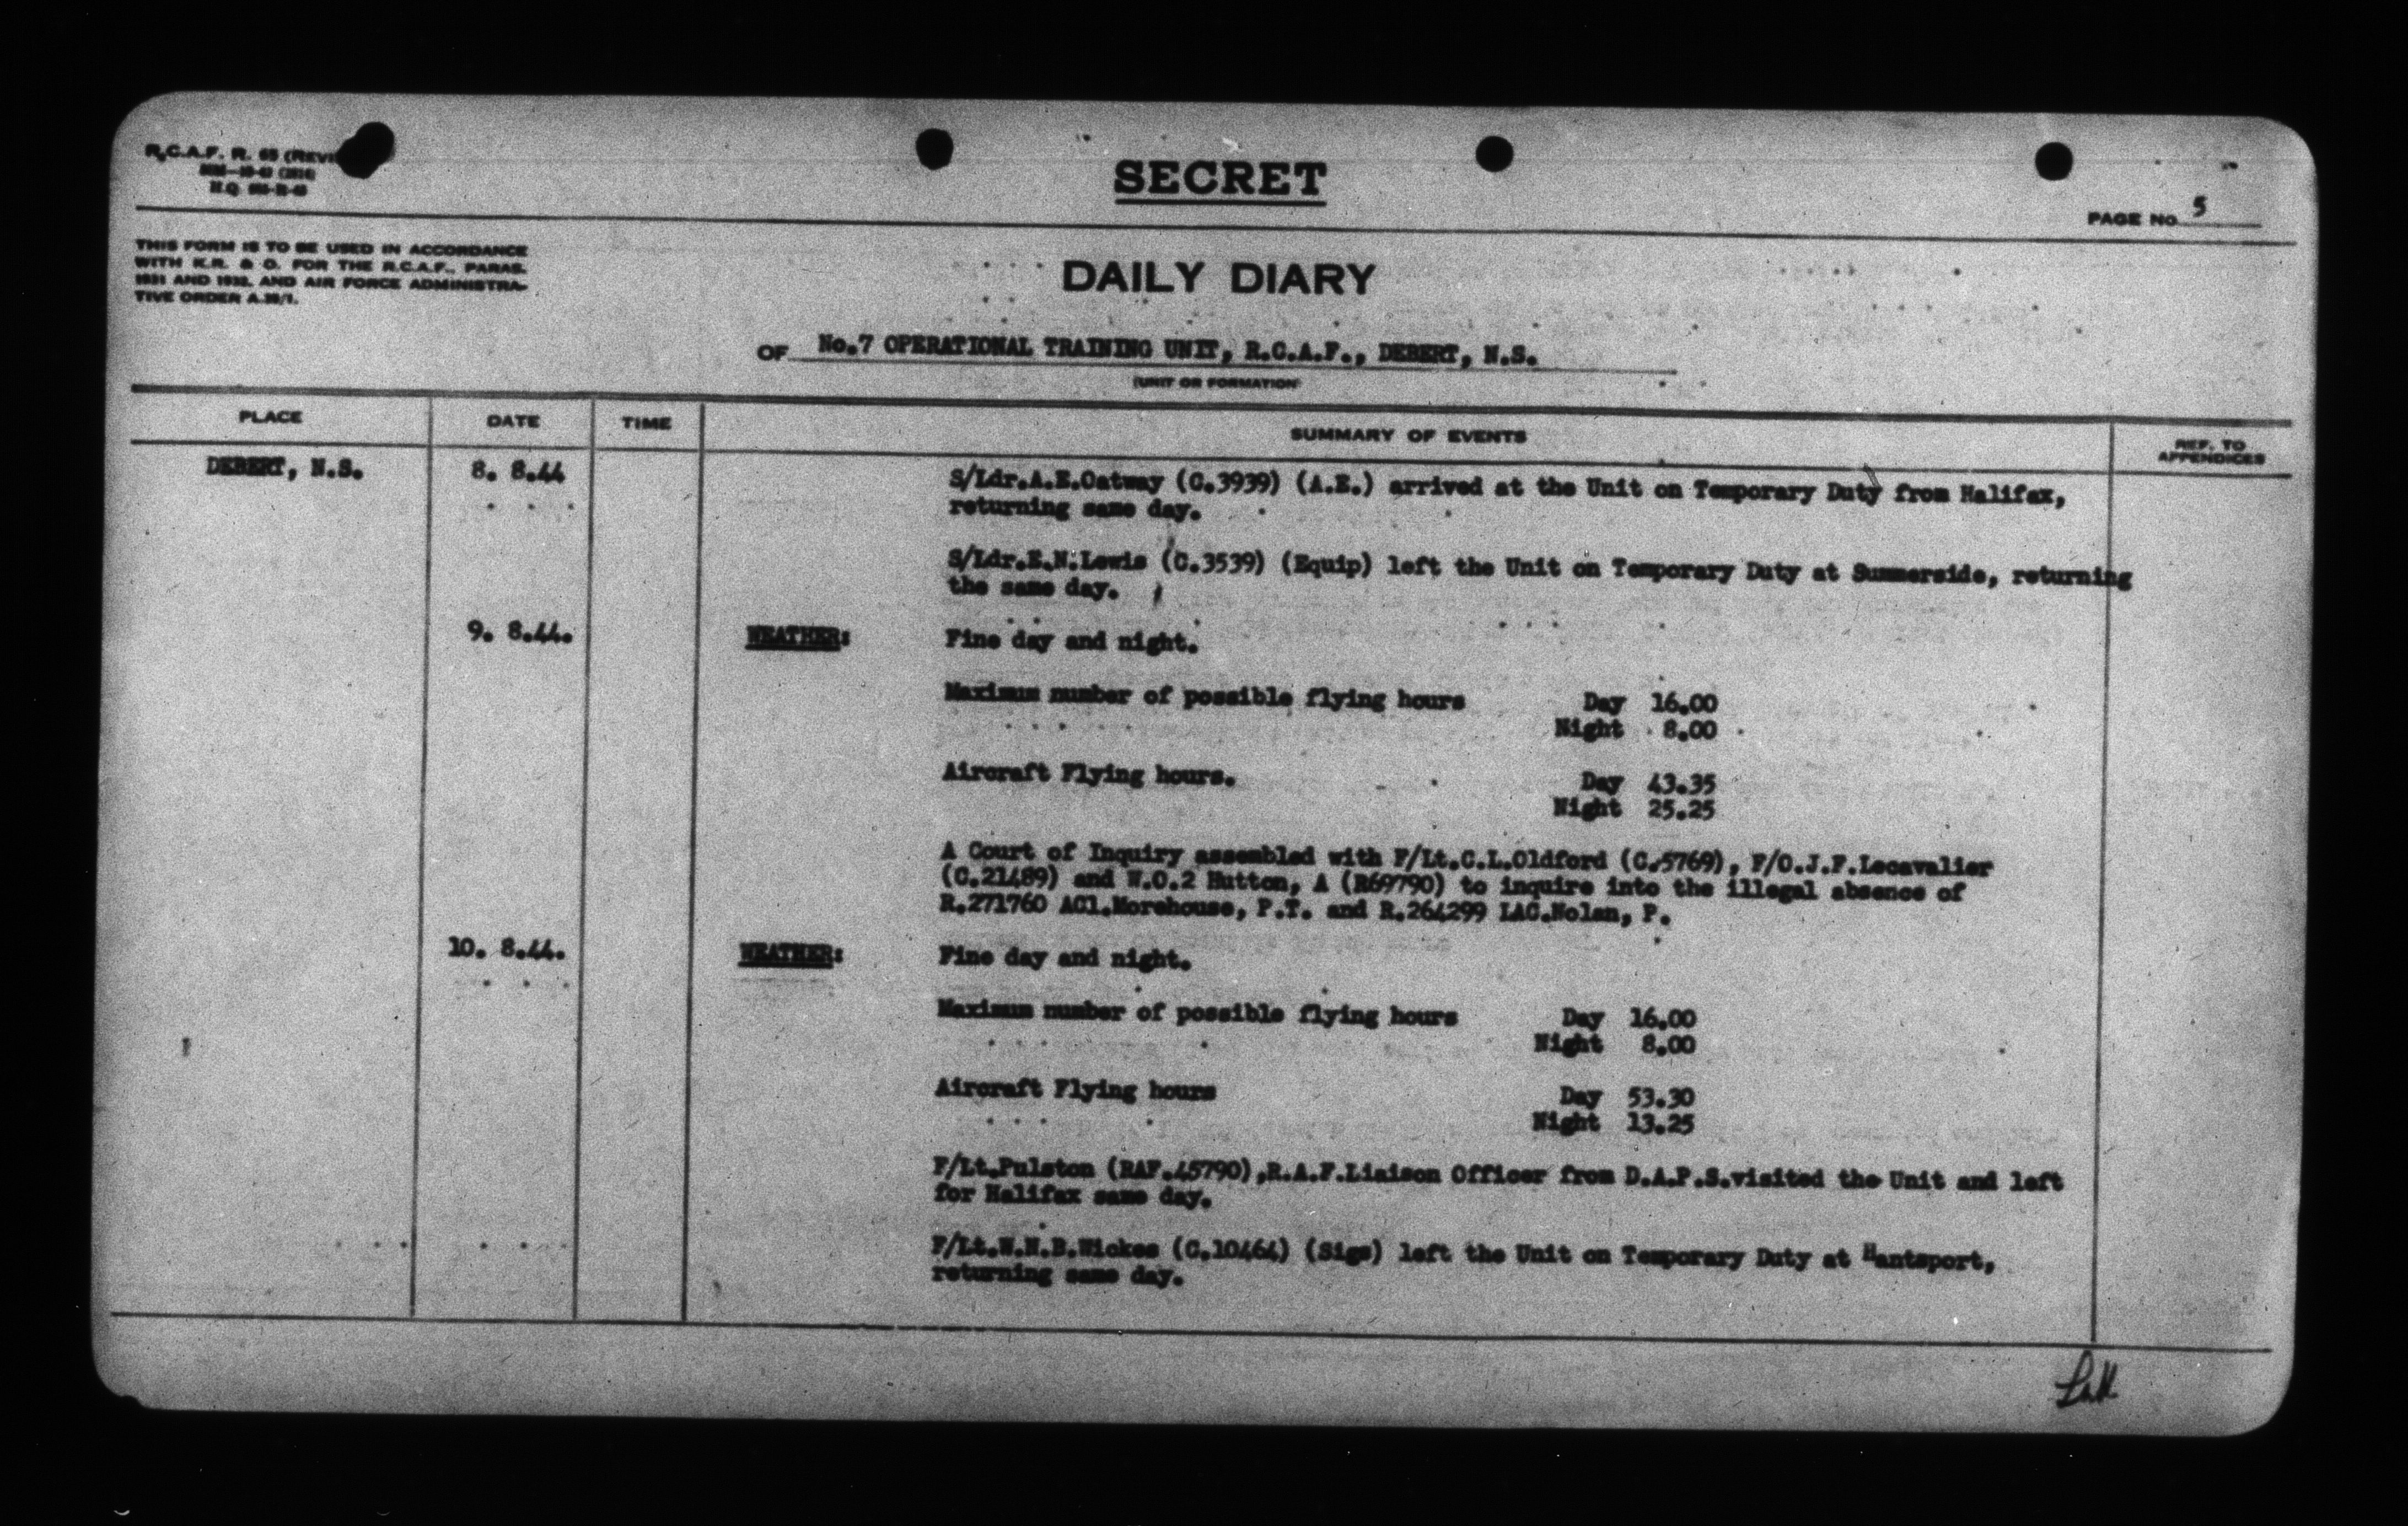 R.C.A.F. R. 65
SECRET
PAGE No. 5
THIS FORM IS TO BE USED IN ACCORDANCE
WITH K.R. & O. FOR THE R.C.A.F., PARAS.
1931 AND 1932, AND AIR FORCE ADMINISTRA-
TIVE ORDER
DAILY DIARY
OF No.7 OPERATIONAL TRAINING UNIT, R.C.A.F., DEBERT, N.S.
(UNIT OR FORMATION)
PLACE DATE TIME SUMMARY OF EVENTS REF. TO
APPENDICES
DEBERT, N.S. 8. 8.44 S/Ldr.A.E.Oatway (C.3939) (A.E.) arrived at the Unit on Temporary Duty from Halifax,
returning same day.
S/Ldr.E.N.Lewis (C.3539) (Equip) left the Unit on Temporary Duty at Summerside, returning
the same day.
9. 8.44. WEATHER: Fine day and night.
Maximum number of possible flying hours Day 16.00
Night 8.00
Aircraft Flying hours. Day 43.35
Night 25.25
A Court of Inquiry assembled with F/Lt.C.L.Oldford (C.5769), F/O.J.F.Lecavalier
(C.21489) and W.O.2 Hutton, A (R69790) to inquire into the illegal absence of
R.271760 AC1.Morehouse, P.T. and R.264299 LAC.Nolan, P.
10. 8.44. WEATHER: Fine day and night.
Maximum number of possible flying hours Day 16.00
Night 8.00
Aircraft Flying hours Day 53.30
Night 13.25
F/Lt.Pulston (RAF.45790),R.A.F.Liaison Officer from D.A.P.S.visited the Unit and left
for Halifax same day.
F/Lt.W.N.B.Wickes (C.10464) (Sigs) left the Unit on Temporary Duty at Hantsport,
returning same day.